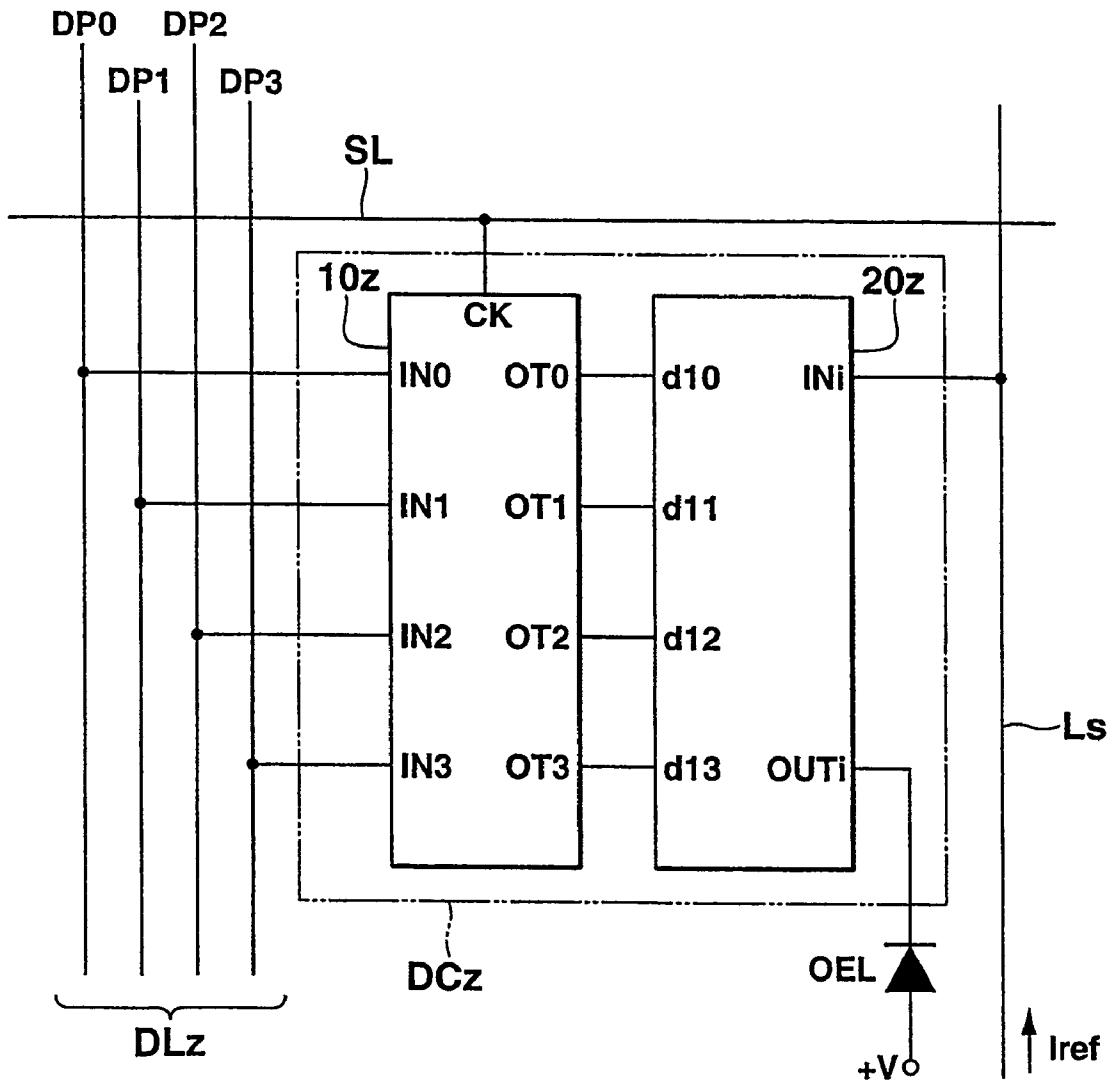 DP0 DP2
DP1 DP3
SL
10z 20z
CK
IN0 OT0 d10 INi
IN1 OT1 d11
IN2 OT2 d12
Ls
IN3 OT3 d13 OUTi
OEL
DCz
DLz
Iref
+V